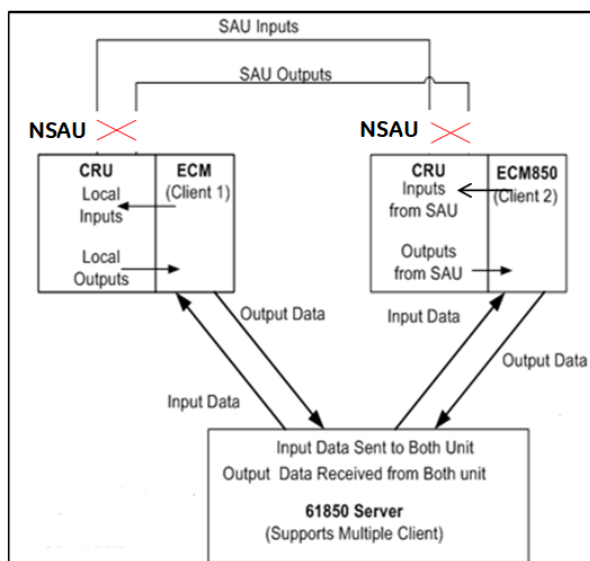 SAU Inputs
SAU Outputs
NSAU
NSAU
CRU
ECM
(Client 1)
Local
Inputs
Local
Outputs
CRU
ECM850
(Client 2)
Inputs
from SAU
Outputs
from SAU
Output Data
Input Data
Input Data
Output Data
Input Data Sent to Both Unit
Output Data Received from Both unit
61850 Server
(Supports Multiple Client)